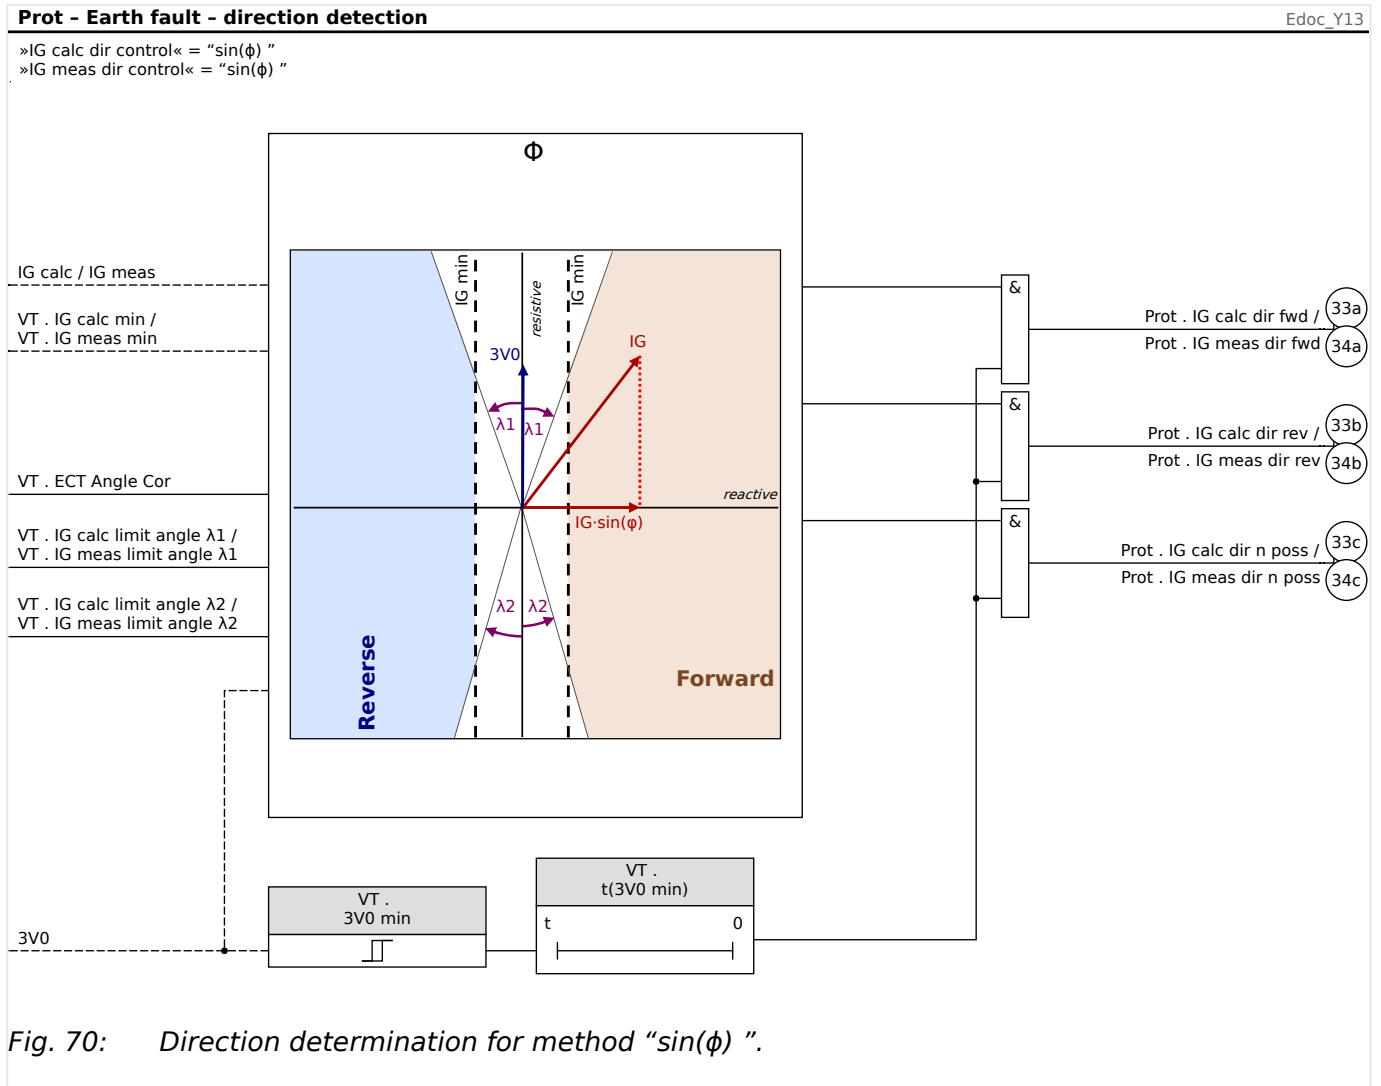 Prot – Earth fault – direction detection
Edoc_Y13
»IG calc dir control« = “sin(ϕ) ”
»IG meas dir control« = “sin(ϕ) ”
Φ
IG calc / IG meas
VT . IG calc min /
VT . IG meas min
VT . ECT Angle Cor
VT . IG calc limit angle λ1 /
VT . IG meas limit angle λ1
VT . IG calc limit angle λ2 /
VT . IG meas limit angle λ2
IG min
resistive
IG min
3V0
IG
λ1
λ1
reactive
IG·sin(φ)
λ2
λ2
Reverse
Forward
&
Prot . IG calc dir fwd /
33a
Prot . IG meas dir fwd
34a
&
Prot . IG calc dir rev /
33b
Prot . IG meas dir rev
34b
&
Prot . IG calc dir n poss /
33c
Prot . IG meas dir n poss
34c
3V0
VT .
3V0 min
VT .
t(3V0 min)
t
0
Fig. 70: Direction determination for method “sin(ϕ) ”.